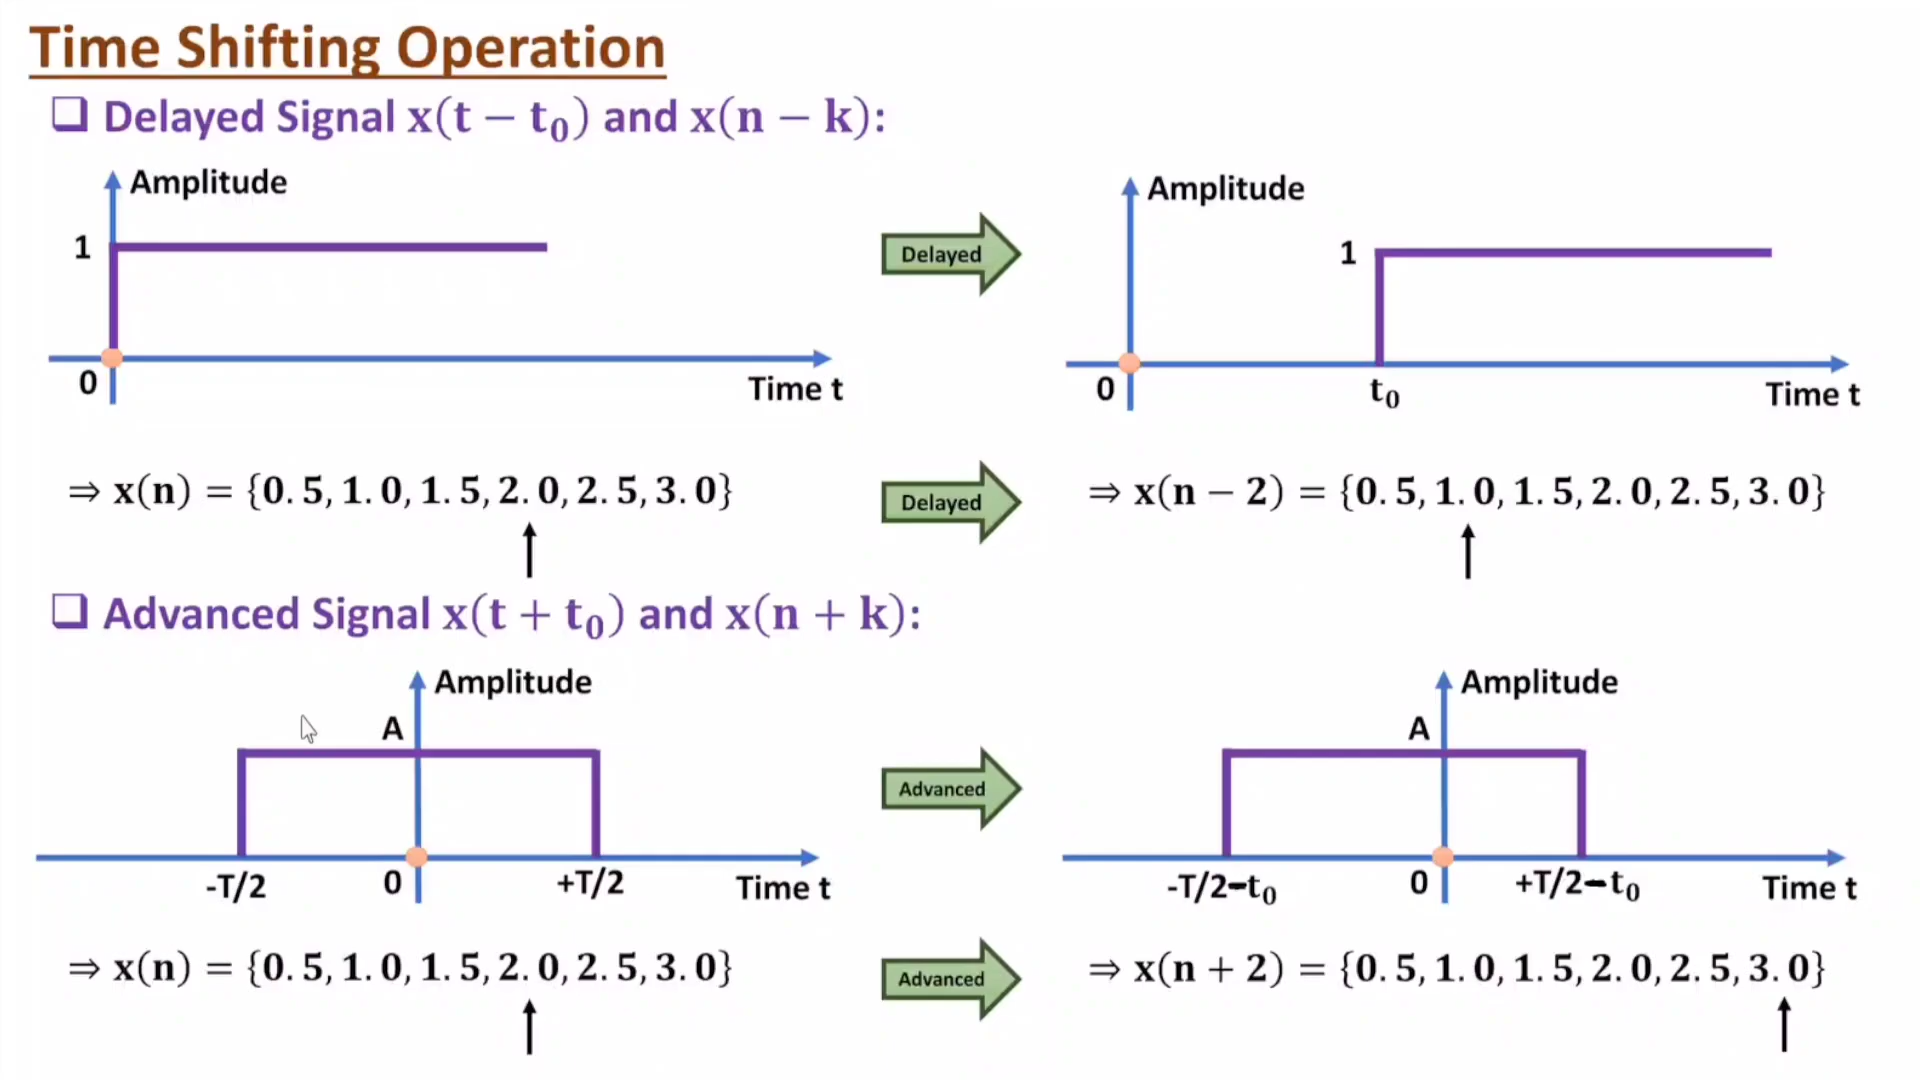 Time Shifting Operation
❑ Delayed Signal x(t − t₀) and x(n − k):
Amplitude
1
0
Time t
Delayed
Amplitude
1
0
t₀
Time t
⇒ x(n) = {0.5, 1.0, 1.5, 2.0, 2.5, 3.0}
↑
Delayed
⇒ x(n − 2) = {0.5, 1.0, 1.5, 2.0, 2.5, 3.0}
↑
❑ Advanced Signal x(t + t₀) and x(n + k):
Amplitude
A
-T/2
0
+T/2
Time t
Advanced
Amplitude
A
-T/2−t₀
0
+T/2−t₀
Time t
⇒ x(n) = {0.5, 1.0, 1.5, 2.0, 2.5, 3.0}
↑
Advanced
⇒ x(n + 2) = {0.5, 1.0, 1.5, 2.0, 2.5, 3.0}
↑